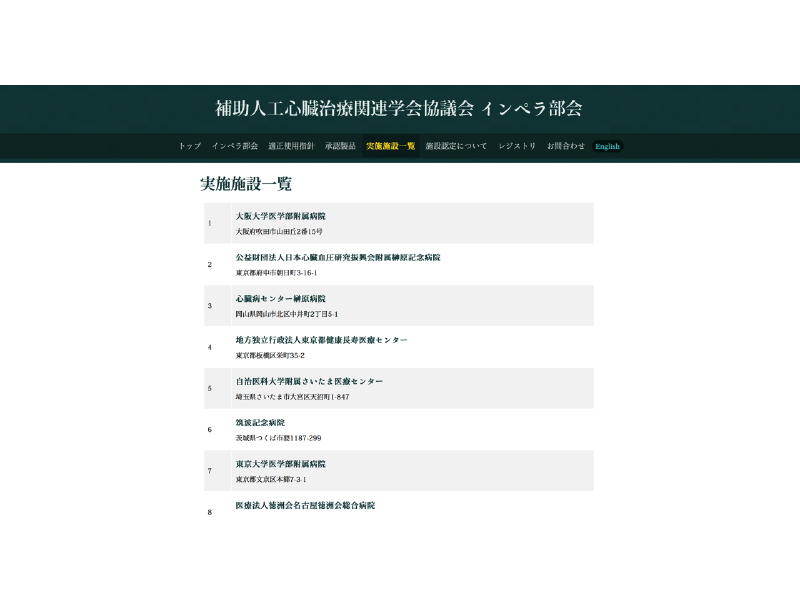 補助人工心臓治療関連学会協議会 インペラ部会
トップ インペラ部会 適正使用指針 承認製品 実施施設一覧 施設認定について レジストリ お問合わせ English
実施施設一覧
1
大阪大学医学部附属病院
大阪府吹田市山田丘2番15号
2
公益財団法人日本心臓血圧研究振興会附属榊原記念病院
東京都府中市朝日町3-16-1
3
心臓病センター榊原病院
岡山県岡山市北区中井町2丁目5-1
4
地方独立行政法人東京都健康長寿医療センター
東京都板橋区栄町35-2
5
自治医科大学附属さいたま医療センター
埼玉県さいたま市大宮区天沼町1-847
6
筑波記念病院
茨城県つくば市要1187-299
7
東京大学医学部附属病院
東京都文京区本郷7-3-1
8
医療法人徳洲会名古屋徳洲会総合病院